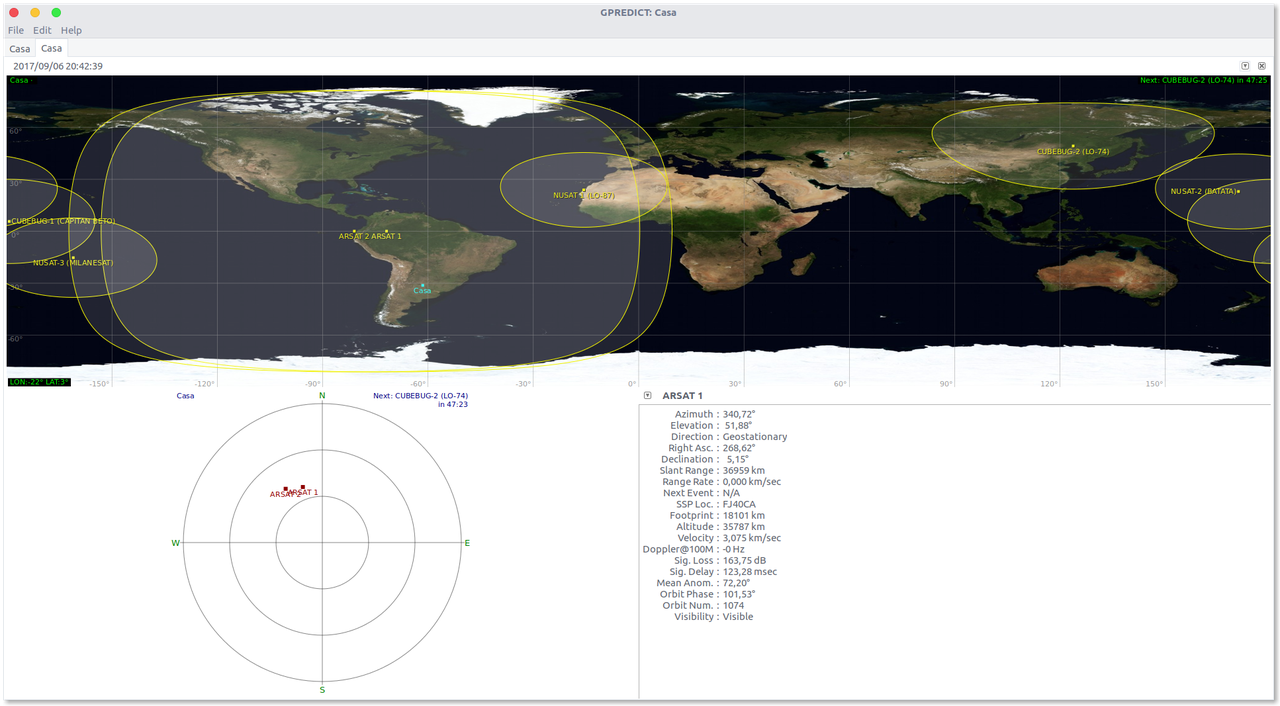 GPREDICT: Casa
File Edit Help
Casa Casa
2017/09/06 20:42:39
Casa
Next: CUBEBUG-2 (LO-74) in 47:25
60°
CUBEBUG-2 (LO-74)
30°
NUSAT 1 (LO-87)
NUSAT-2 (BATATA)
CUBEBUG-1 (CAPITAN BETO)
0°
ARSAT 2 ARSAT 1
NUSAT-3 (MILANESAT)
-30°
Casa
-60°
LON:-22° LAT:3°
-150° -120° -90° -60° -30° 0° 30° 60° 90° 120° 150°
Casa
N
Next: CUBEBUG-2 (LO-74)
in 47:23
ARSAT 2 ARSAT 1
W
E
S
ARSAT 1
Azimuth : 340,72°
Elevation : 51,88°
Direction : Geostationary
Right Asc. : 268,62°
Declination : 5,15°
Slant Range : 36959 km
Range Rate : 0,000 km/sec
Next Event : N/A
SSP Loc. : FJ40CA
Footprint : 18101 km
Altitude : 35787 km
Velocity : 3,075 km/sec
Doppler@100M : -0 Hz
Sig. Loss : 163,75 dB
Sig. Delay : 123,28 msec
Mean Anom. : 72,20°
Orbit Phase : 101,53°
Orbit Num. : 1074
Visibility : Visible